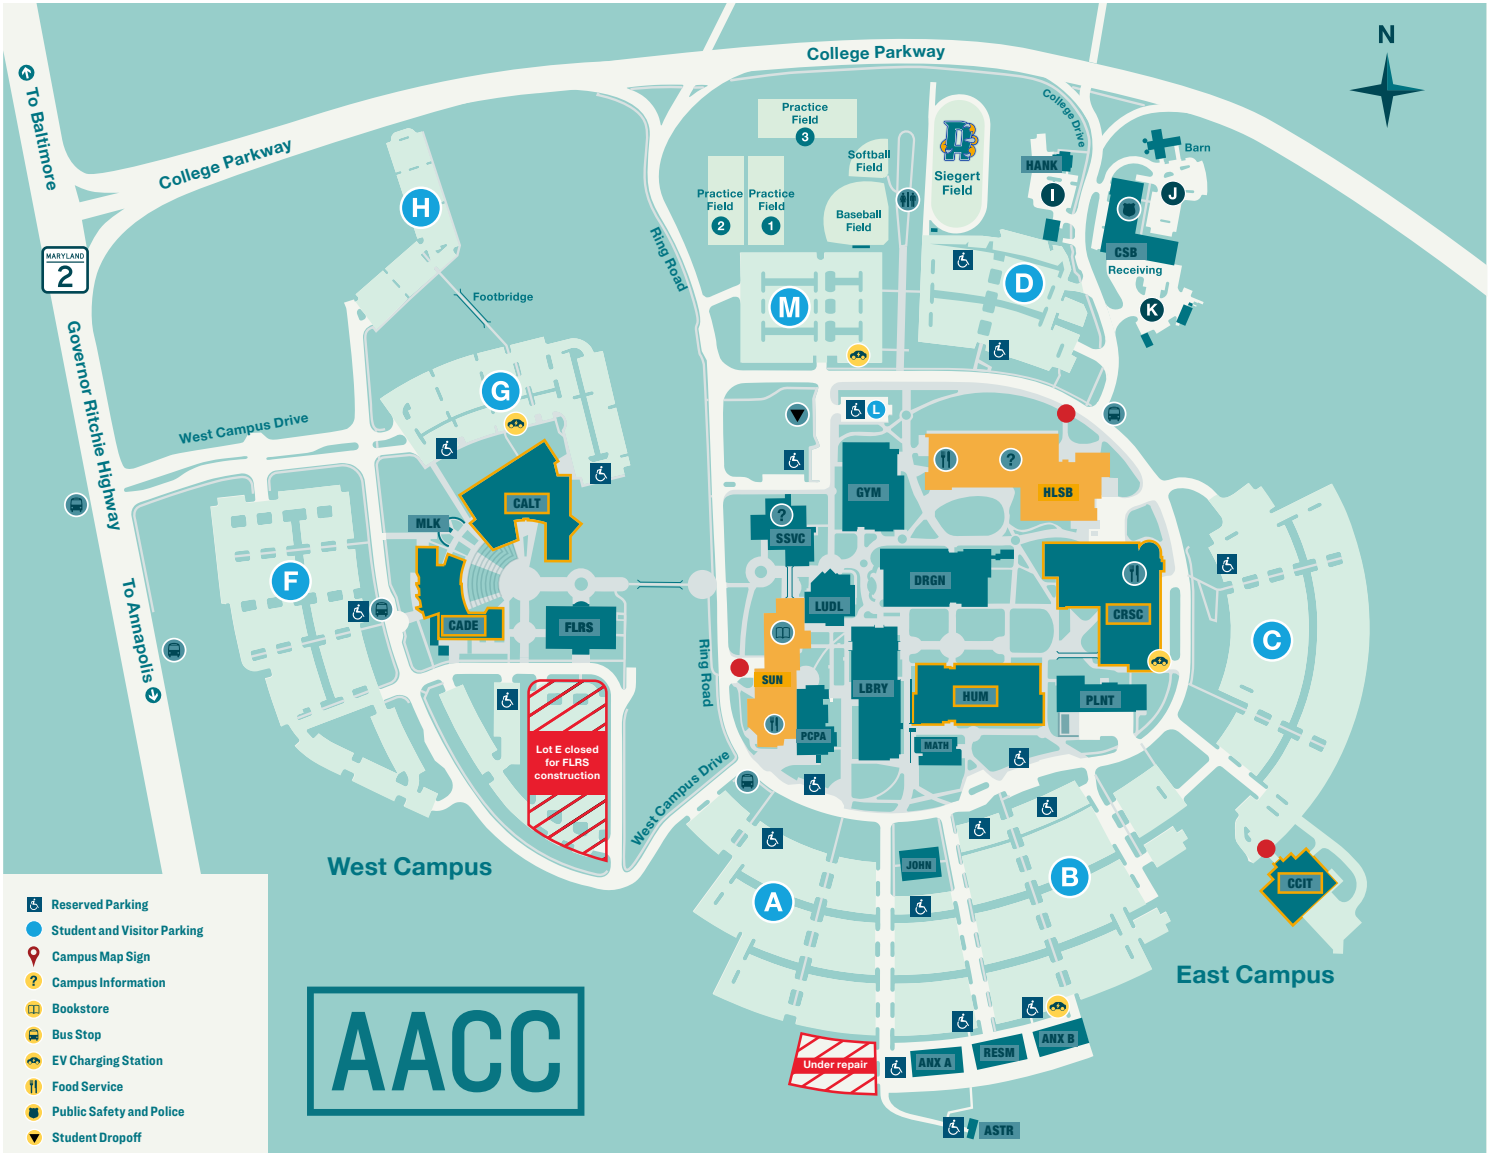 College Parkway
N
To Baltimore
College Parkway
MARYLAND
2
Governor Ritchie Highway
To Annapolis
H
Footbridge
G
West Campus Drive
CALT
MLK
F
CADE
FLRS
Lot E closed
for FLRS
construction
West Campus Drive
West Campus
Ring Road
Ring Road
Practice
Field
3
Practice
Field
2
Practice
Field
1
Softball
Field
Baseball
Field
Siegert
Field
College Drive
HANK
I
Barn
J
CSB
Receiving
K
M
D
L
GYM
?
HLSB
?
SSVC
DRGN
LUDL
CRSC
C
SUN
LBRY
HUM
PLNT
PCPA
MATH
JOHN
A
B
CCIT
East Campus
Under repair
ANX A
RESM
ANX B
ASTR
Reserved Parking
Student and Visitor Parking
Campus Map Sign
? Campus Information
Bookstore
Bus Stop
EV Charging Station
Food Service
Public Safety and Police
Student Dropoff
AACC